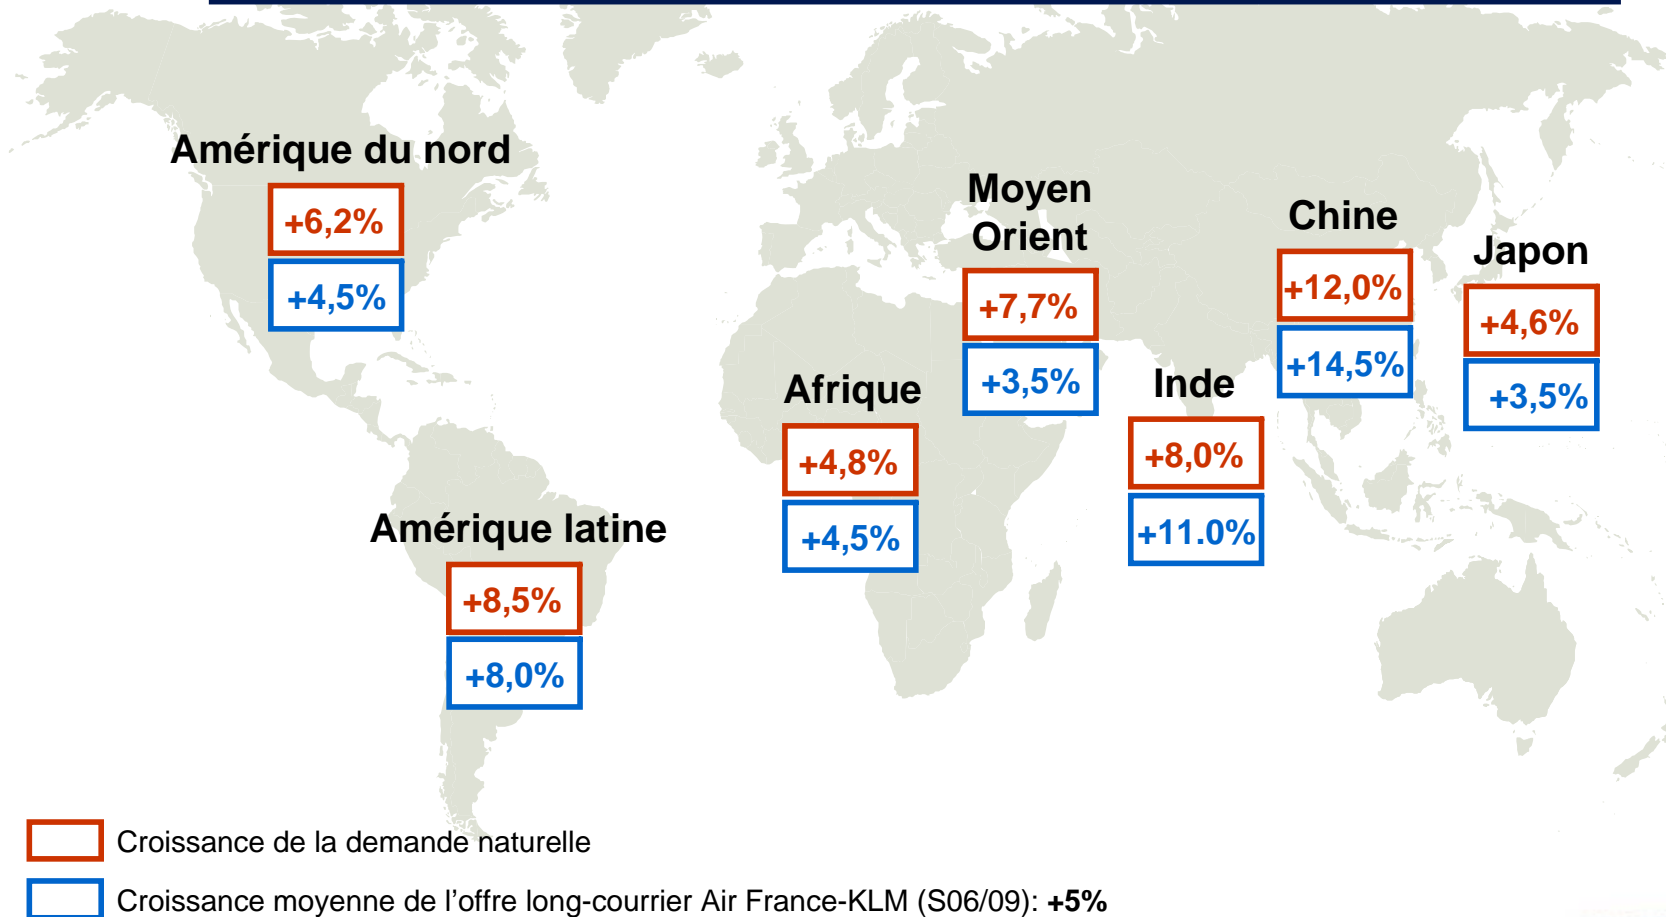 Amérique du nord
+6,2%
+4,5%
Amérique latine
+8,5%
+8,0%
Afrique
+4,8%
+4,5%
Moyen
Orient
+7,7%
+3,5%
Inde
+8,0%
+11.0%
Chine
+12,0%
+14,5%
Japon
+4,6%
+3,5%
Croissance de la demande naturelle
Croissance moyenne de l’offre long-courrier Air France-KLM (S06/09): +5%